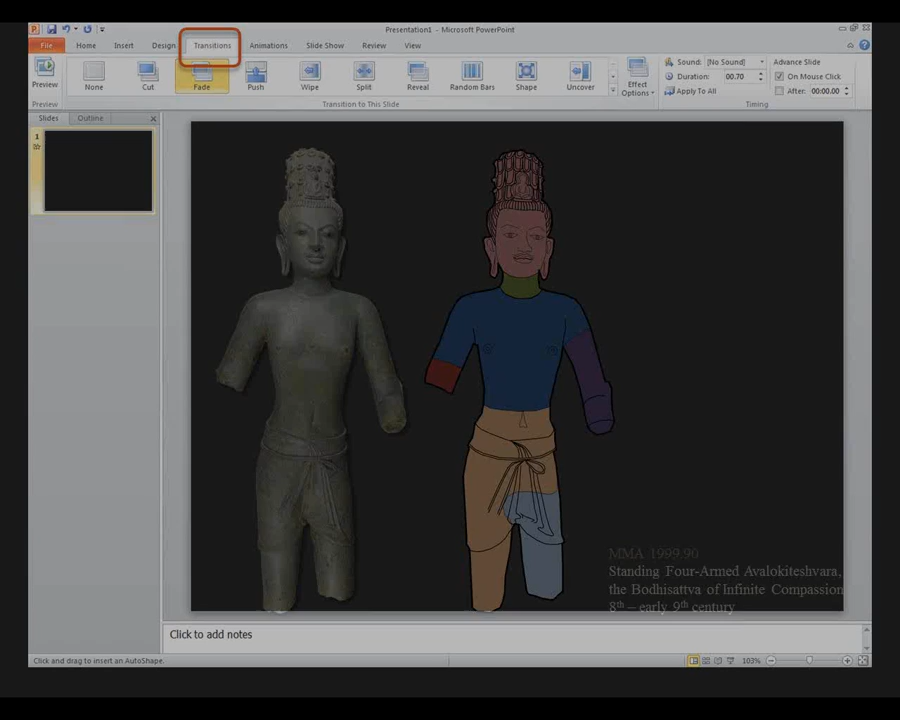 Presentation1 - Microsoft PowerPoint
File Home Insert Design Transitions Animations Slide Show Review View
Preview None Cut Fade Push Wipe Split Reveal Random Bars Shape Uncover Effect Options
Sound: [No Sound] Advance Slide
Duration: 00.70 On Mouse Click
Apply To All After: 00:00.00
Preview Transition to This Slide Timing
Slides Outline
1
MMA 1999.90
Standing Four-Armed Avalokiteshvara,
the Bodhisattva of Infinite Compassion
8th – early 9th century
Click to add notes
Click and drag to insert an AutoShape. 103%